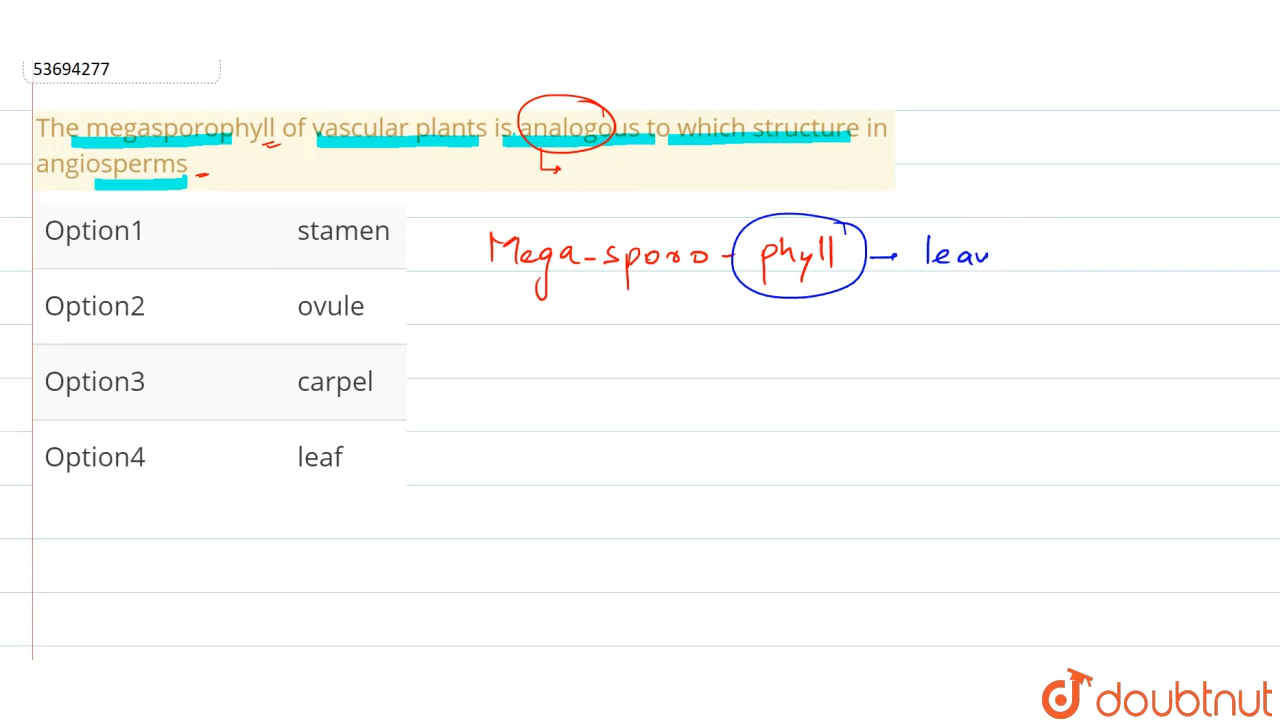 53694277
The megasporophyll of vascular plants is analogous to which structure in
angiosperms
Option1 stamen
Mega-sporo-phyll → leav
Option2 ovule
Option3 carpel
Option4 leaf
doubtnut